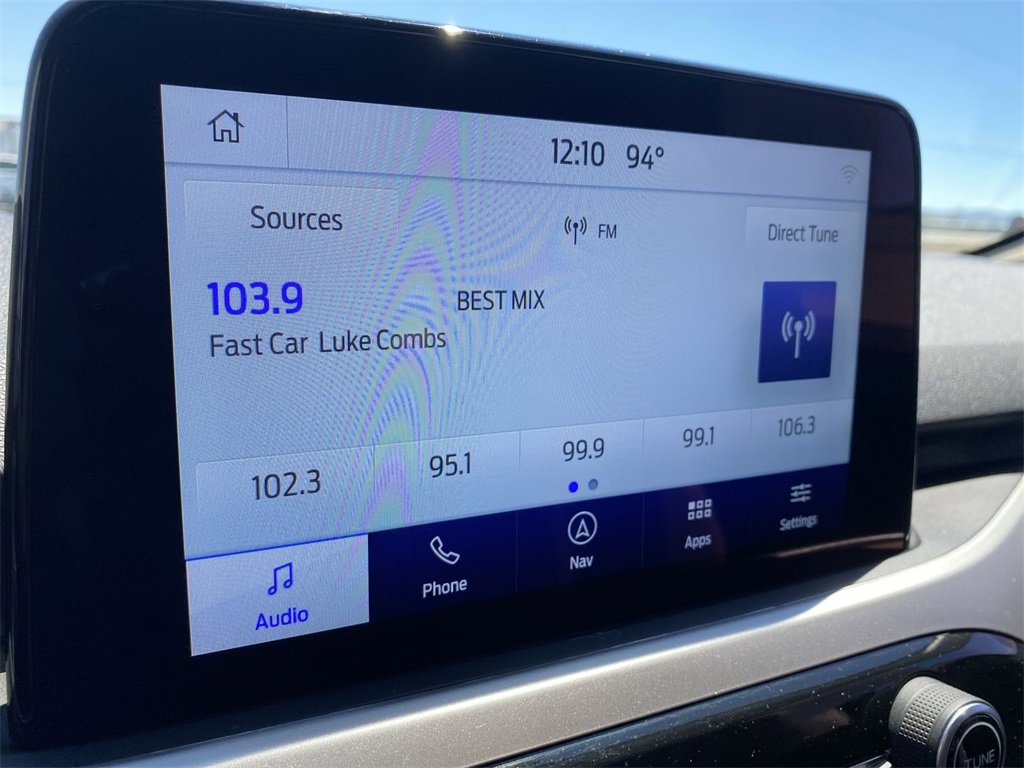 12:10 94°
Sources
FM
Direct Tune
103.9
BEST MIX
Fast Car Luke Combs
102.3
95.1
99.9
99.1
106.3
Audio
Phone
Nav
Apps
Settings
TUNE